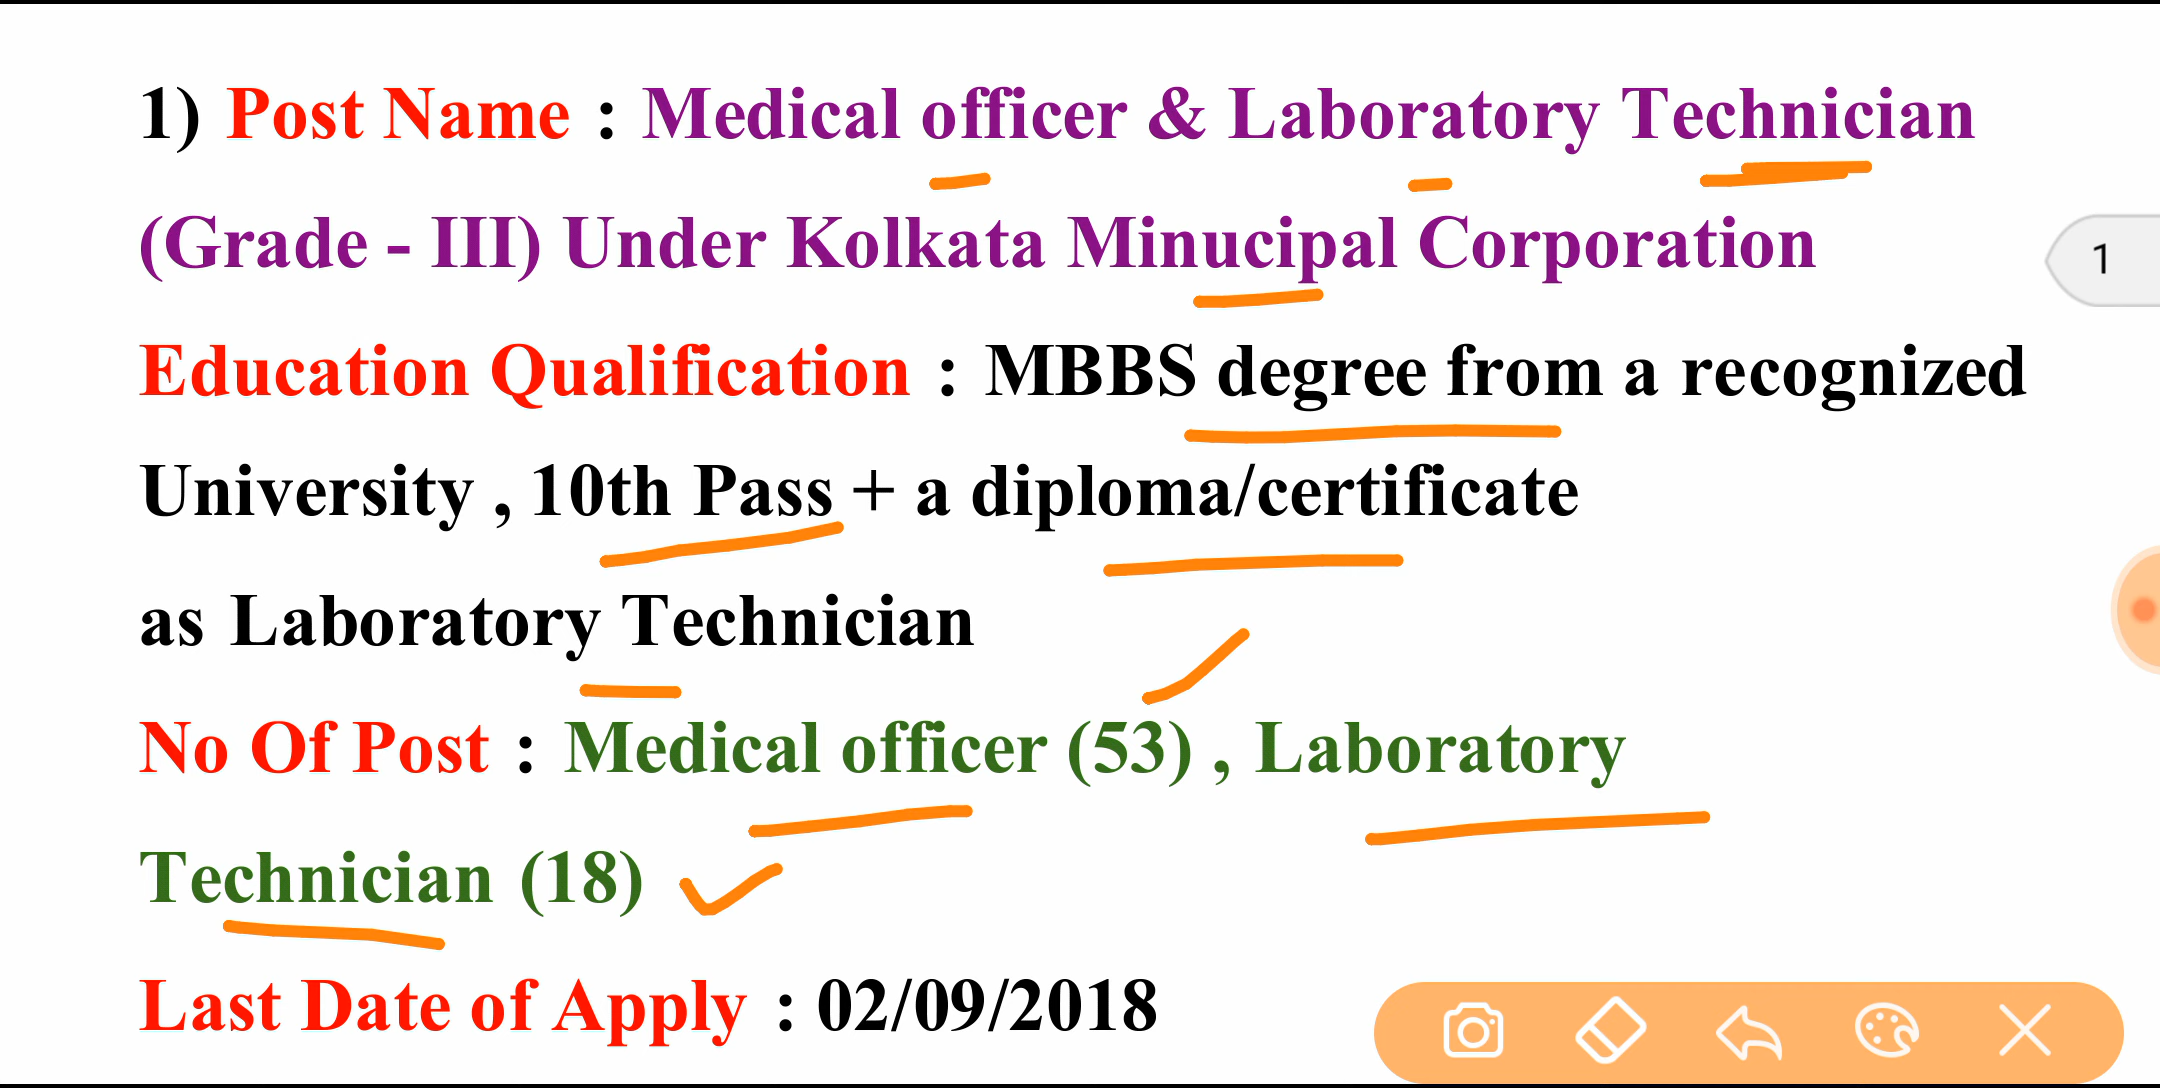 1) Post Name : Medical officer & Laboratory Technician
(Grade - III) Under Kolkata Minucipal Corporation
1
Education Qualification : MBBS degree from a recognized
University , 10th Pass + a diploma/certificate
as Laboratory Technician
No Of Post : Medical officer (53) , Laboratory
Technician (18)
Last Date of Apply : 02/09/2018